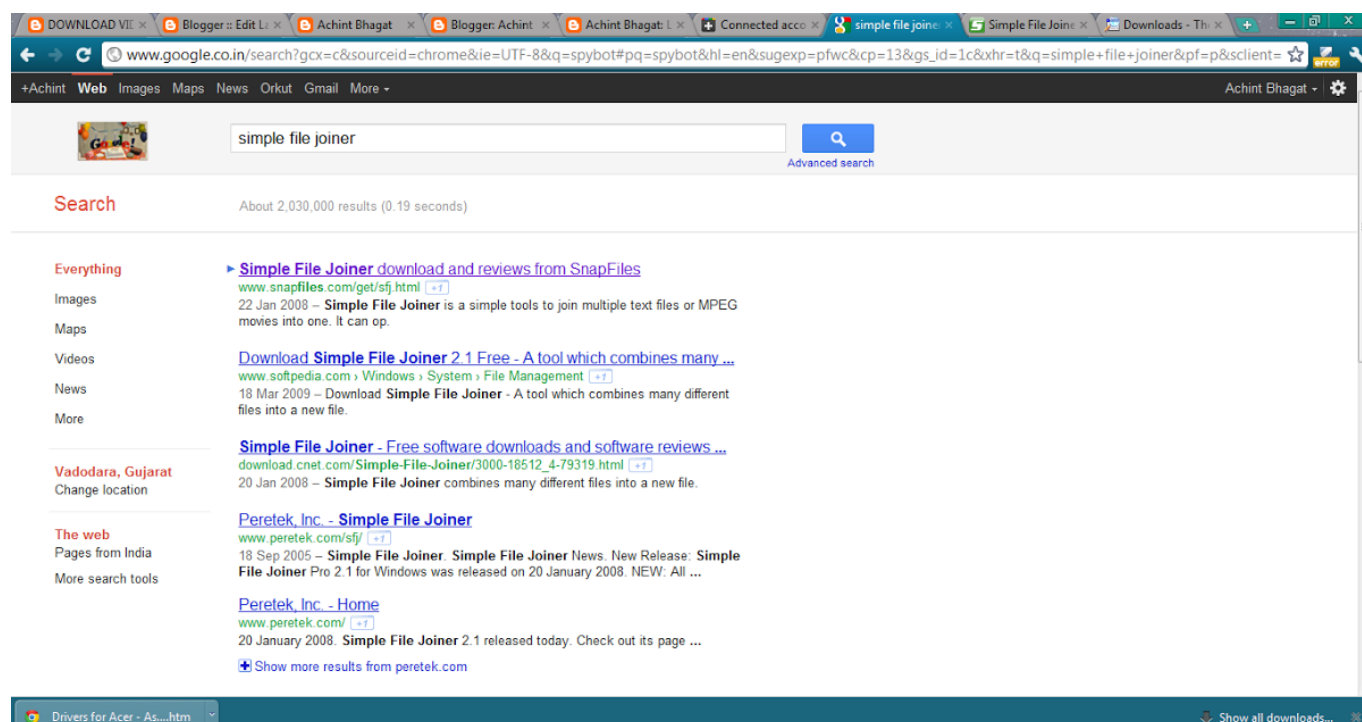 DOWNLOAD VIE
Blogger :: Edit La
Achint Bhagat
Blogger: Achint
Achint Bhagat: L
Connected acco
simple file joine
Simple File Joine
Downloads - The
www.google.co.in/search?gcx=c&sourceid=chrome&ie=UTF-8&q=spybot#pq=spybot&hl=en&sugexp=pfwc&cp=13&gs_id=1c&xhr=t&q=simple+file+joiner&pf=p&sclient=
error
+Achint Web Images Maps News Orkut Gmail More
Achint Bhagat
simple file joiner
Advanced search
Search
About 2,030,000 results (0.19 seconds)
Everything
Images
Maps
Videos
News
More
Vadodara, Gujarat
Change location
The web
Pages from India
More search tools
Simple File Joiner download and reviews from SnapFiles
www.snapfiles.com/get/sfj.html +1
22 Jan 2008 – Simple File Joiner is a simple tools to join multiple text files or MPEG
movies into one. It can op.
Download Simple File Joiner 2.1 Free - A tool which combines many ...
www.softpedia.com › Windows › System › File Management +1
18 Mar 2009 – Download Simple File Joiner - A tool which combines many different
files into a new file.
Simple File Joiner - Free software downloads and software reviews ...
download.cnet.com/Simple-File-Joiner/3000-18512_4-79319.html +1
20 Jan 2008 – Simple File Joiner combines many different files into a new file.
Peretek, Inc. - Simple File Joiner
www.peretek.com/sfj/ +1
18 Sep 2005 – Simple File Joiner. Simple File Joiner News. New Release: Simple
File Joiner Pro 2.1 for Windows was released on 20 January 2008. NEW: All ...
Peretek, Inc. - Home
www.peretek.com/ +1
20 January 2008. Simple File Joiner 2.1 released today. Check out its page ...
Show more results from peretek.com
Drivers for Acer - As....htm
Show all downloads...